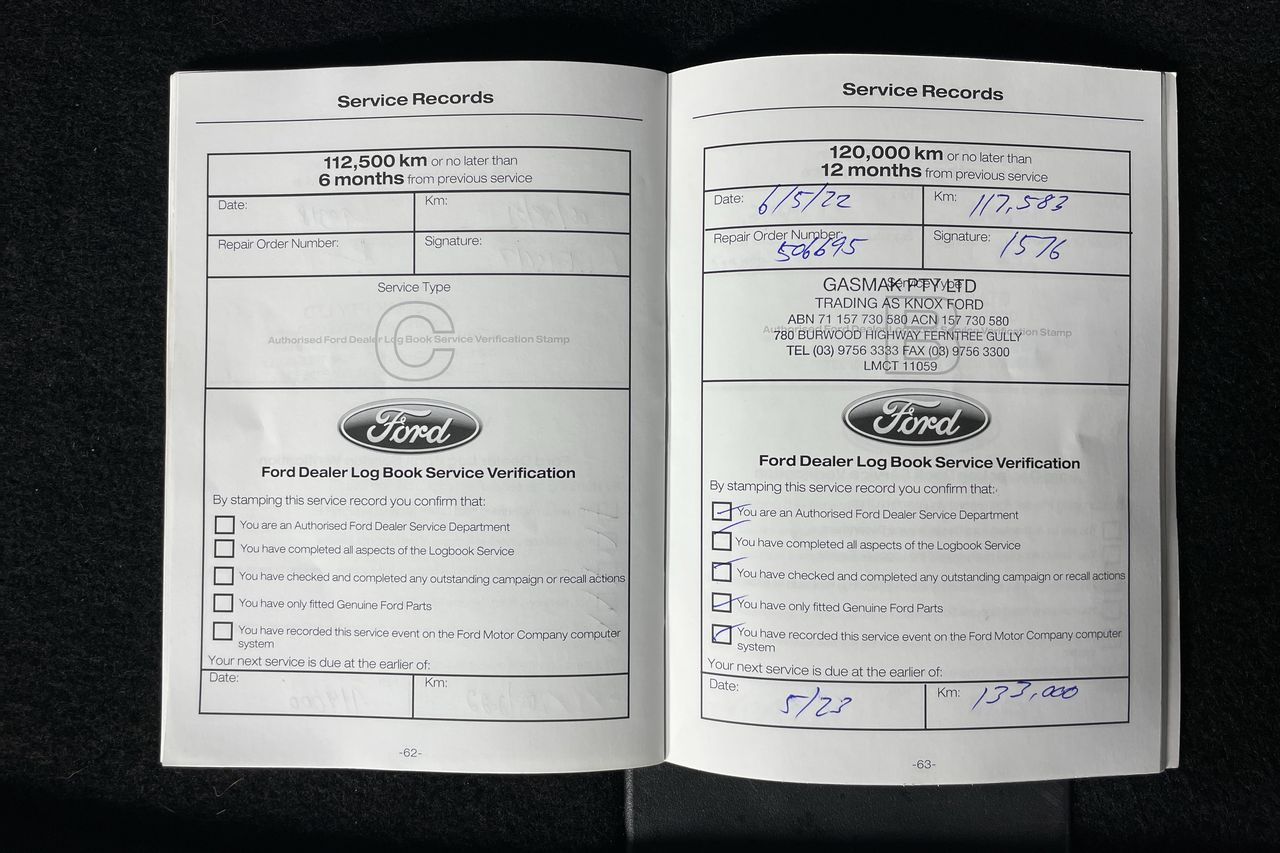 Service Records
112,500 km or no later than
6 months from previous service
Date:
Km:
Repair Order Number:
Signature:
Service Type
C
Authorised Ford Dealer Log Book Service Verification Stamp
Ford
Ford Dealer Log Book Service Verification
By stamping this service record you confirm that:
You are an Authorised Ford Dealer Service Department
You have completed all aspects of the Logbook Service
You have checked and completed any outstanding campaign or recall actions
You have only fitted Genuine Ford Parts
You have recorded this service event on the Ford Motor Company computer
system
Your next service is due at the earlier of:
Date:
Km:
-62-
Service Records
120,000 km or no later than
12 months from previous service
Date: 6/5/22
Km: 117,583
Repair Order Number: 506695
Signature: 1576
Service Type
GASMAK PTY LTD
TRADING AS KNOX FORD
ABN 71 157 730 580 ACN 157 730 580
B
Authorised Ford Dealer Log Book Service Verification Stamp
780 BURWOOD HIGHWAY FERNTREE GULLY
TEL (03) 9756 3333 FAX (03) 9756 3300
LMCT 11059
Ford
Ford Dealer Log Book Service Verification
By stamping this service record you confirm that:
You are an Authorised Ford Dealer Service Department
You have completed all aspects of the Logbook Service
You have checked and completed any outstanding campaign or recall actions
You have only fitted Genuine Ford Parts
You have recorded this service event on the Ford Motor Company computer
system
Your next service is due at the earlier of:
Date: 5/23
Km: 133,000
-63-